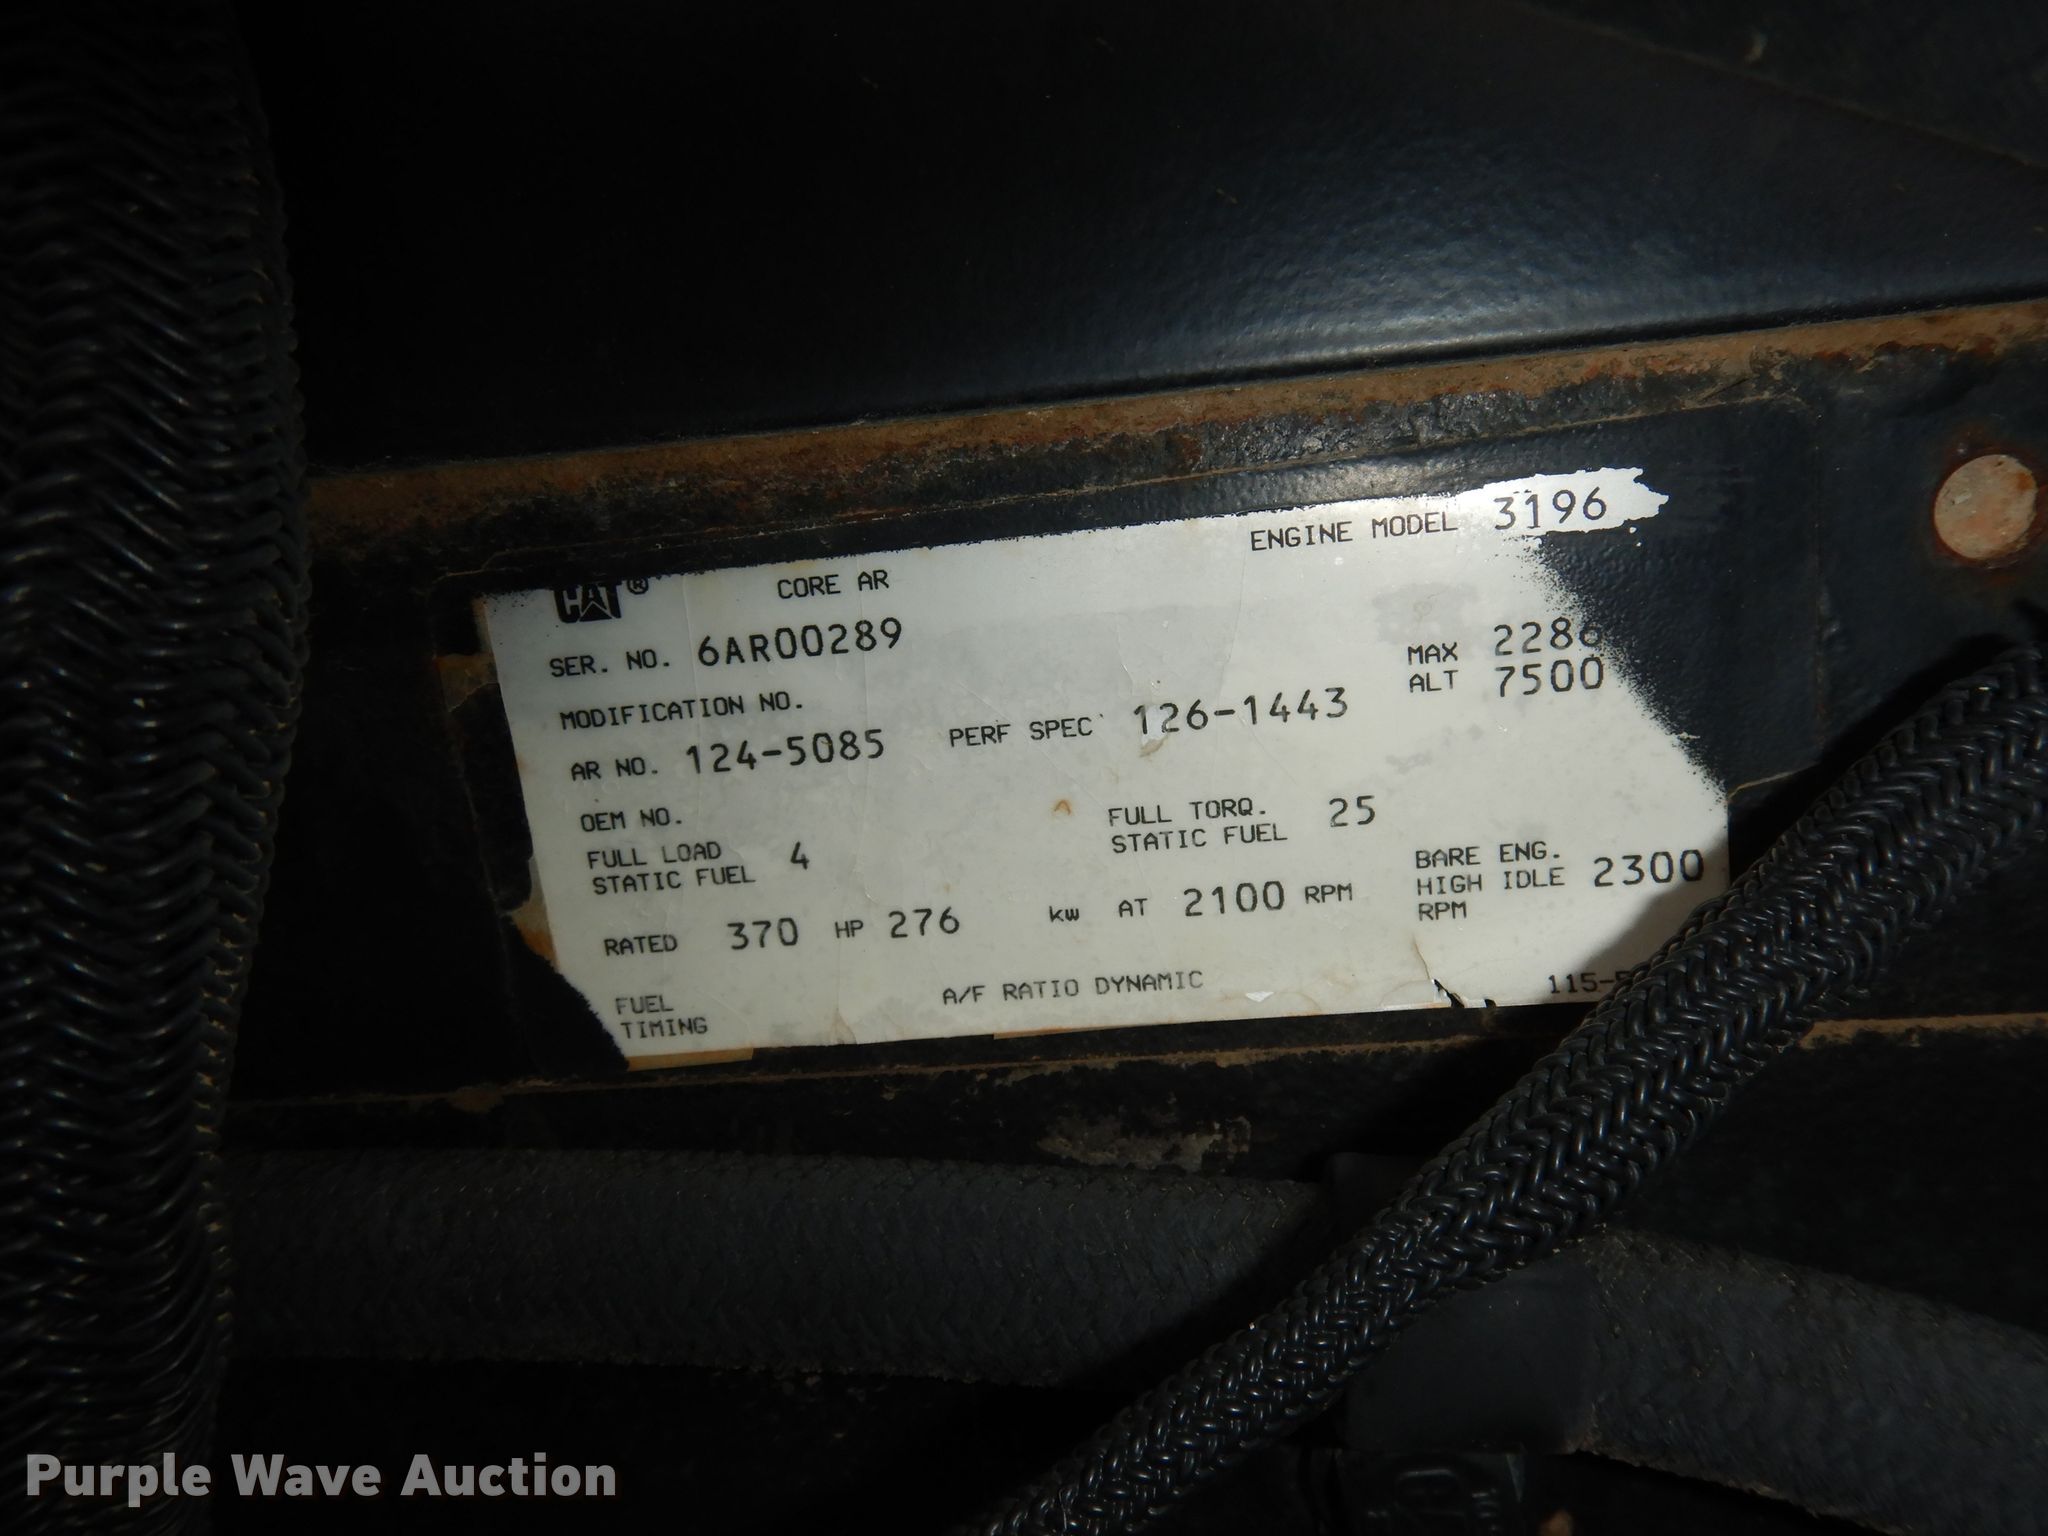 ENGINE MODEL 3196
CAT® CORE AR
SER. NO. 6AR00289
MAX 2286
ALT 7500
MODIFICATION NO.
AR NO. 124-5085 PERF SPEC 126-1443
OEM NO.
FULL LOAD
STATIC FUEL 4
FULL TORQ.
STATIC FUEL 25
BARE ENG.
HIGH IDLE 2300
RPM
RATED 370 HP 276 kw AT 2100 RPM
FUEL
TIMING
A/F RATIO DYNAMIC
Purple Wave Auction